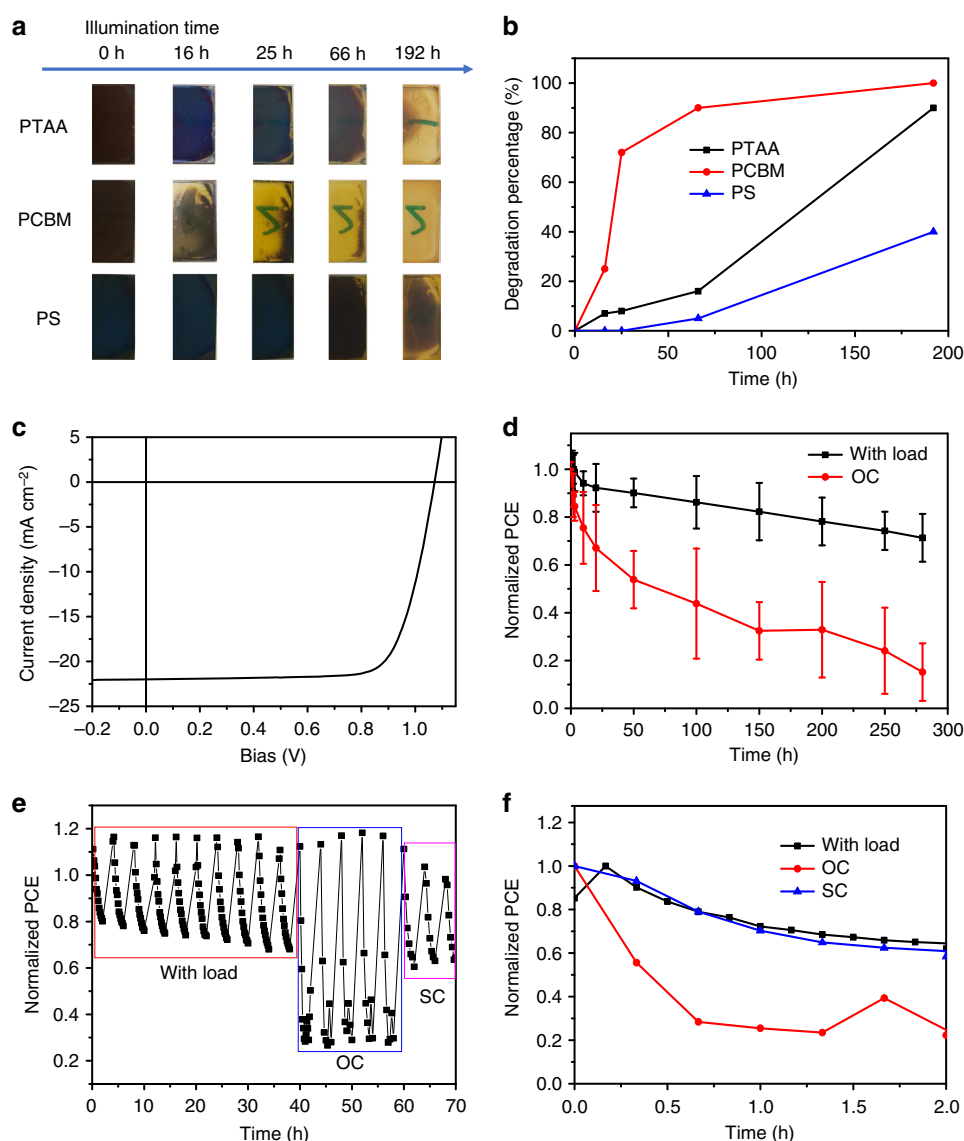 a
Illumination time
0 h 16 h 25 h 66 h 192 h
PTAA
PCBM
PS
b
Degradation percentage (%)
100
80
60
40
20
0
PTAA
PCBM
PS
0 50 100 150 200
Time (h)
c
Current density (mA cm−2)
5
0
−5
−10
−15
−20
−25
−0.2 0.0 0.2 0.4 0.6 0.8 1.0
Bias (V)
d
Normalized PCE
1.0
0.8
0.6
0.4
0.2
0.0
With load
OC
0 50 100 150 200 250 300
Time (h)
e
Normalized PCE
1.2
1.0
0.8
0.6
0.4
0.2
With load
OC
SC
0 10 20 30 40 50 60 70
Time (h)
f
Normalized PCE
1.2
1.0
0.8
0.6
0.4
0.2
0.0
With load
OC
SC
0.0 0.5 1.0 1.5 2.0
Time (h)